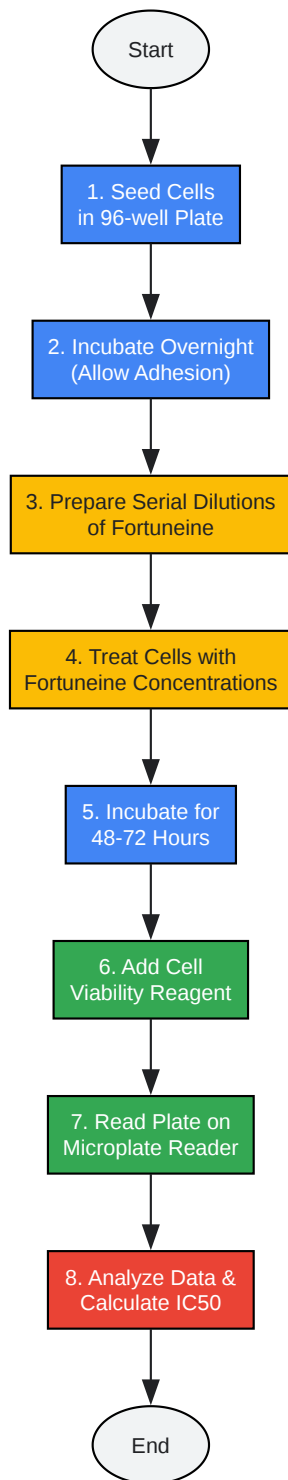 Start
1. Seed Cells
in 96-well Plate
2. Incubate Overnight
(Allow Adhesion)
3. Prepare Serial Dilutions
of Fortuneine
4. Treat Cells with
Fortuneine Concentrations
5. Incubate for
48-72 Hours
6. Add Cell
Viability Reagent
7. Read Plate on
Microplate Reader
8. Analyze Data &
Calculate IC50
End